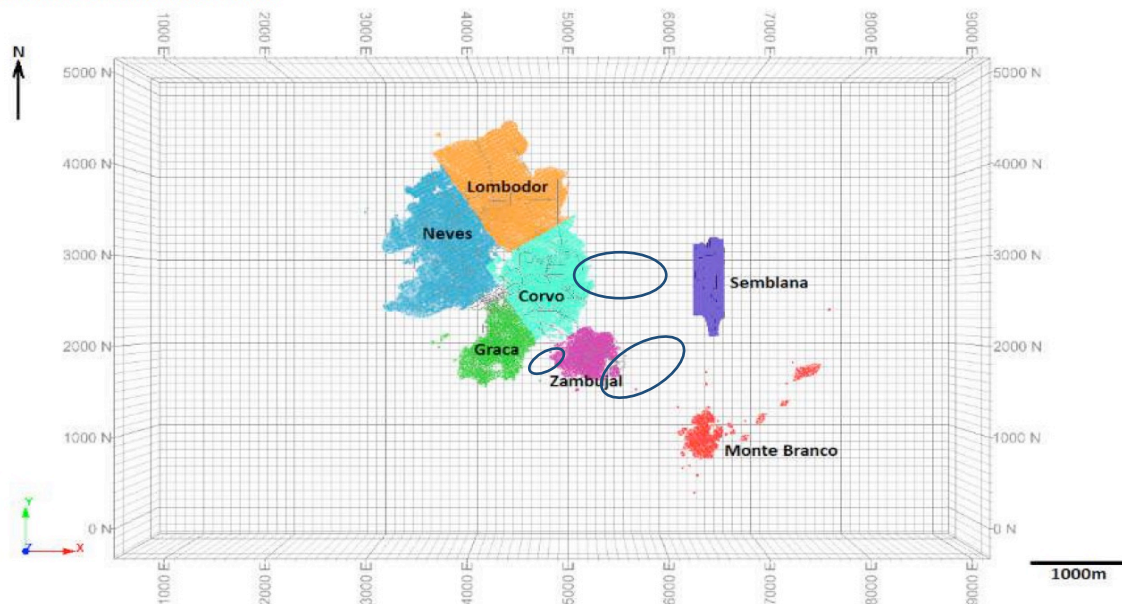 1000 E 2000 E 3000 E 4000 E 5000 E 6000 E 7000 E 8000 E 9000 E
N
5000 N 5000 N
4000 N 4000 N
Lombodor
Neves
3000 N 3000 N
Semblana
Corvo
2000 N 2000 N
Graca
Zambujal
1000 N 1000 N
Monte Branco
Y
0 N 0 N
Z X
1000m
1000 E 2000 E 3000 E 4000 E 5000 E 6000 E 7000 E 8000 E 9000 E